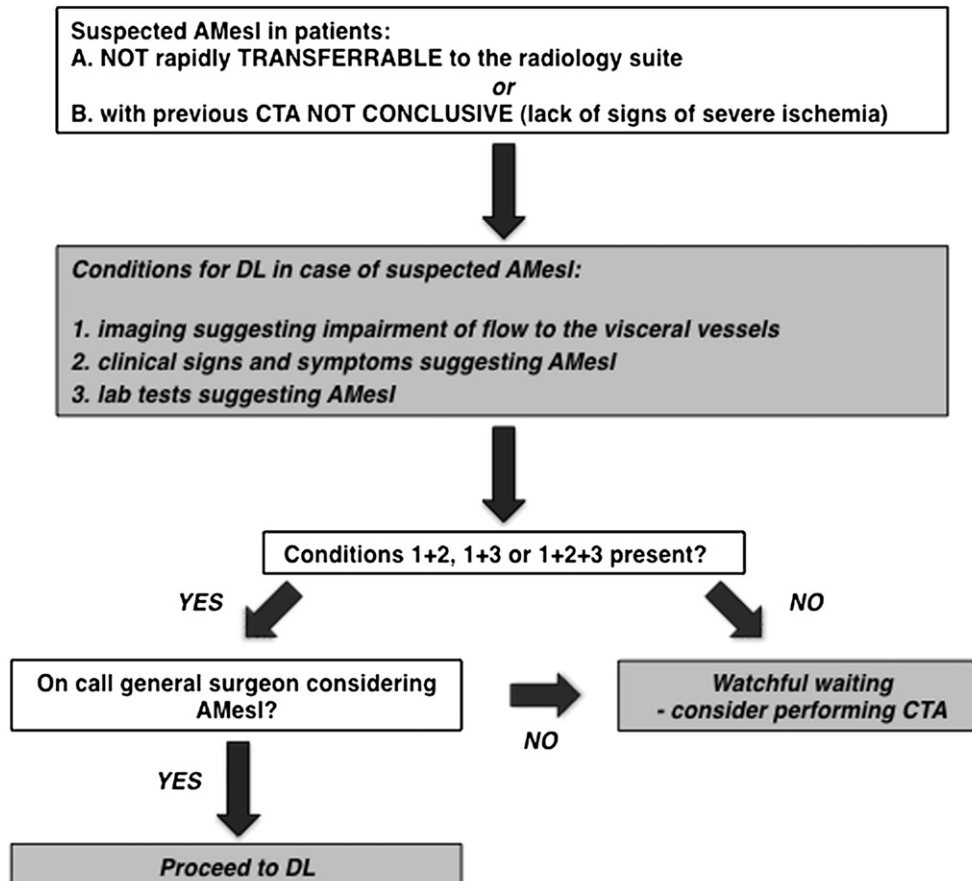 Suspected AMesI in patients:
A. NOT rapidly TRANSFERRABLE to the radiology suite
or
B. with previous CTA NOT CONCLUSIVE (lack of signs of severe ischemia)
Conditions for DL in case of suspected AMesI:
1. imaging suggesting impairment of flow to the visceral vessels
2. clinical signs and symptoms suggesting AMesI
3. lab tests suggesting AMesI
Conditions 1+2, 1+3 or 1+2+3 present?
YES
NO
On call general surgeon considering
AMesI?
NO
Watchful waiting
- consider performing CTA
YES
Proceed to DL